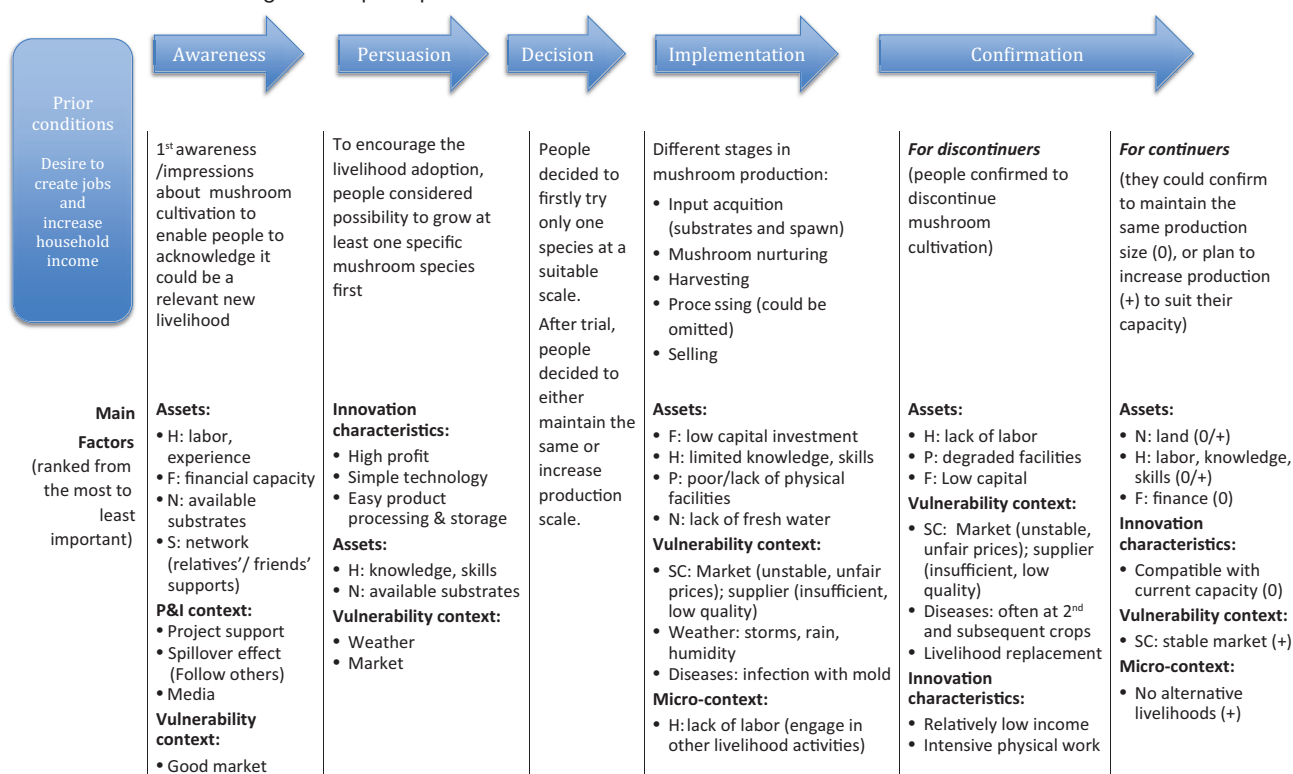 Awareness
Persuasion
Decision
Implementation
Confirmation
Prior
conditions
Desire to
create jobs
and
increase
household
income
1st awareness
/impressions
about mushroom
cultivation to
enable people to
acknowledge it
could be a
relevant new
livelihood
To encourage the
livelihood adoption,
people considered
possibility to grow at
least one specific
mushroom species
first
People
decided to
firstly try
only one
species at a
suitable
scale.
After trial,
people
decided to
either
maintain the
same or
increase
production
scale.
Different stages in
mushroom production:
• Input acquition
(substrates and spawn)
• Mushroom nurturing
• Harvesting
• Proce ssing (could be
omitted)
• Selling
For discontinuers
(people confirmed to
discontinue
mushroom
cultivation)
For continuers
(they could confirm
to maintain the
same production
size (0), or plan to
increase production
(+) to suit their
capacity)
Main
Factors
(ranked from
the most to
least
important)
Assets:
• H: labor,
experience
• F: financial capacity
• N: available
substrates
• S: network
(relatives'/ friends'
supports)
P&I context:
• Project support
• Spillover effect
(Follow others)
• Media
Vulnerability
context:
• Good market
Innovation
characteristics:
• High profit
• Simple technology
• Easy product
processing & storage
Assets:
• H: knowledge, skills
• N: available substrates
Vulnerability context:
• Weather
• Market
Assets:
• F: low capital investment
• H: limited knowledge, skills
• P: poor/lack of physical
facilities
• N: lack of fresh water
Vulnerability context:
• SC: Market (unstable, unfair
prices); supplier (insufficient,
low quality)
• Weather: storms, rain,
humidity
• Diseases: infection with mold
Micro-context:
• H: lack of labor (engage in
other livelihood activities)
Assets:
• H: lack of labor
• P: degraded facilities
• F: Low capital
Vulnerability context:
• SC: Market (unstable,
unfair prices); supplier
(insufficient, low
quality)
• Diseases: often at 2nd
and subsequent crops
• Livelihood replacement
Innovation
characteristics:
• Relatively low income
• Intensive physical work
Assets:
• N: land (0/+)
• H: labor, knowledge,
skills (0/+)
• F: finance (0)
Innovation
characteristics:
• Compatible with
current capacity (0)
Vulnerability context:
• SC: stable market (+)
Micro-context:
• No alternative
livelihoods (+)